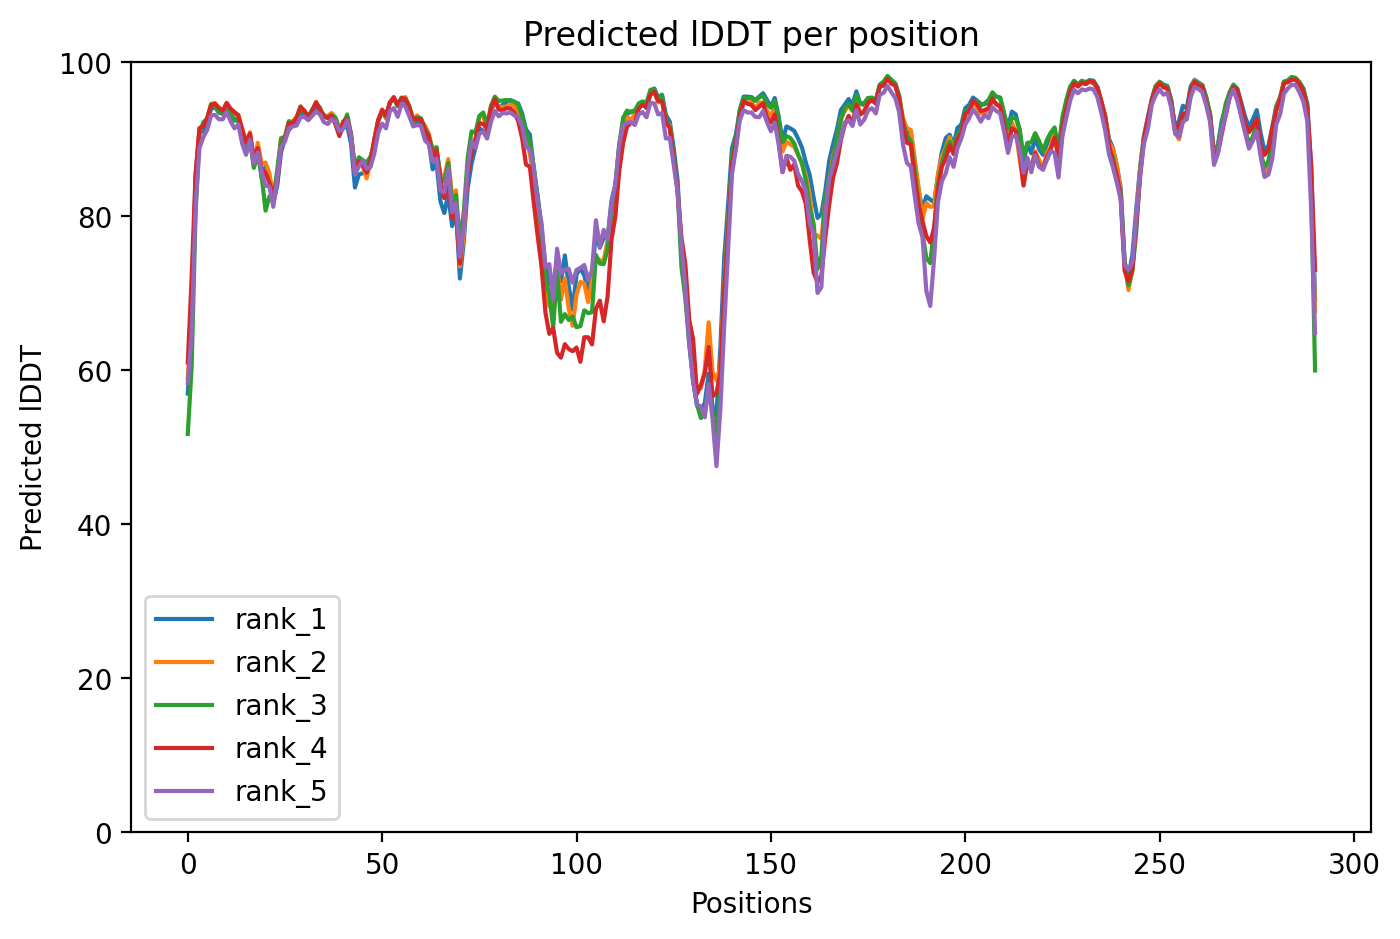 Predicted lDDT per position
100
80
60
40
20
0
Predicted lDDT
rank_1
rank_2
rank_3
rank_4
rank_5
0 50 100 150 200 250 300
Positions